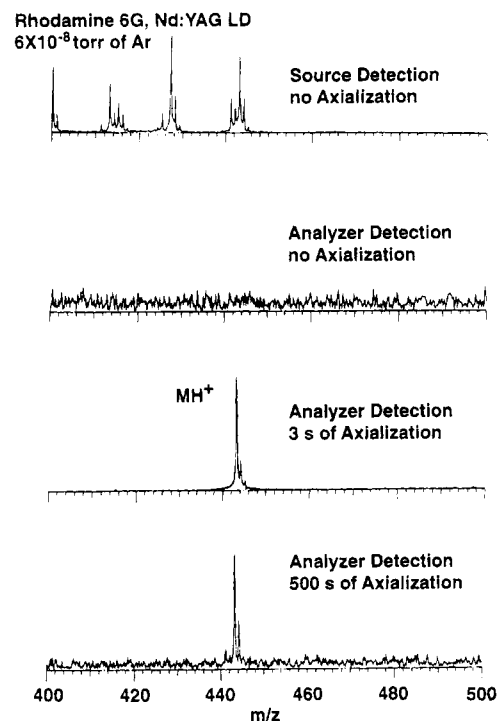 Rhodamine 6G, Nd:YAG LD
6X10⁻⁸ torr of Ar
Source Detection
no Axialization
Analyzer Detection
no Axialization
MH⁺
Analyzer Detection
3 s of Axialization
Analyzer Detection
500 s of Axialization
400 420 440 460 480 500
m/z